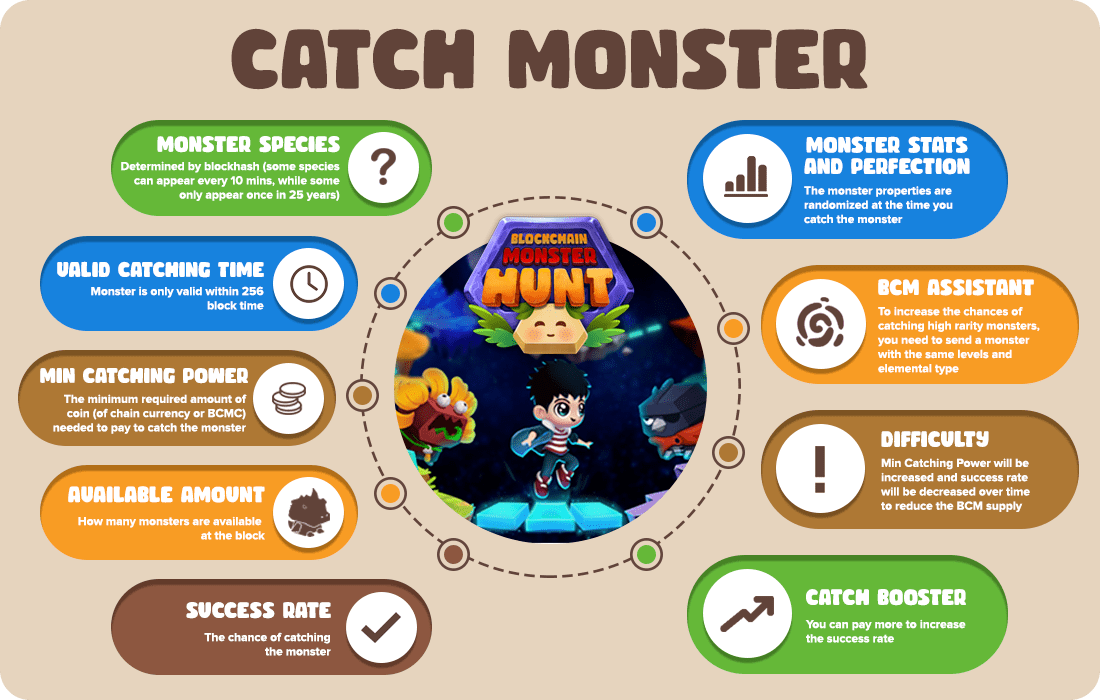 CATCH MONSTER
MONSTER SPECIES
Determined by blockhash (some species
can appear every 10 mins, while some
only appear once in 25 years)
VALID CATCHING TIME
Monster is only valid within 256
block time
MIN CATCHING POWER
The minimum required amount of
coin (of chain currency or BCMC)
needed to pay to catch the monster
AVAILABLE AMOUNT
How many monsters are available
at the block
SUCCESS RATE
The chance of catching
the monster
BLOCKCHAIN
MONSTER
HUNT
MONSTER STATS
AND PERFECTION
The monster properties are
randomized at the time you
catch the monster
BCM ASSISTANT
To increase the chances of
catching high rarity monsters,
you need to send a monster
with the same levels and
elemental type
DIFFICULTY
Min Catching Power will be
increased and success rate
will be decreased over time
to reduce the BCM supply
CATCH BOOSTER
You can pay more to increase
the success rate